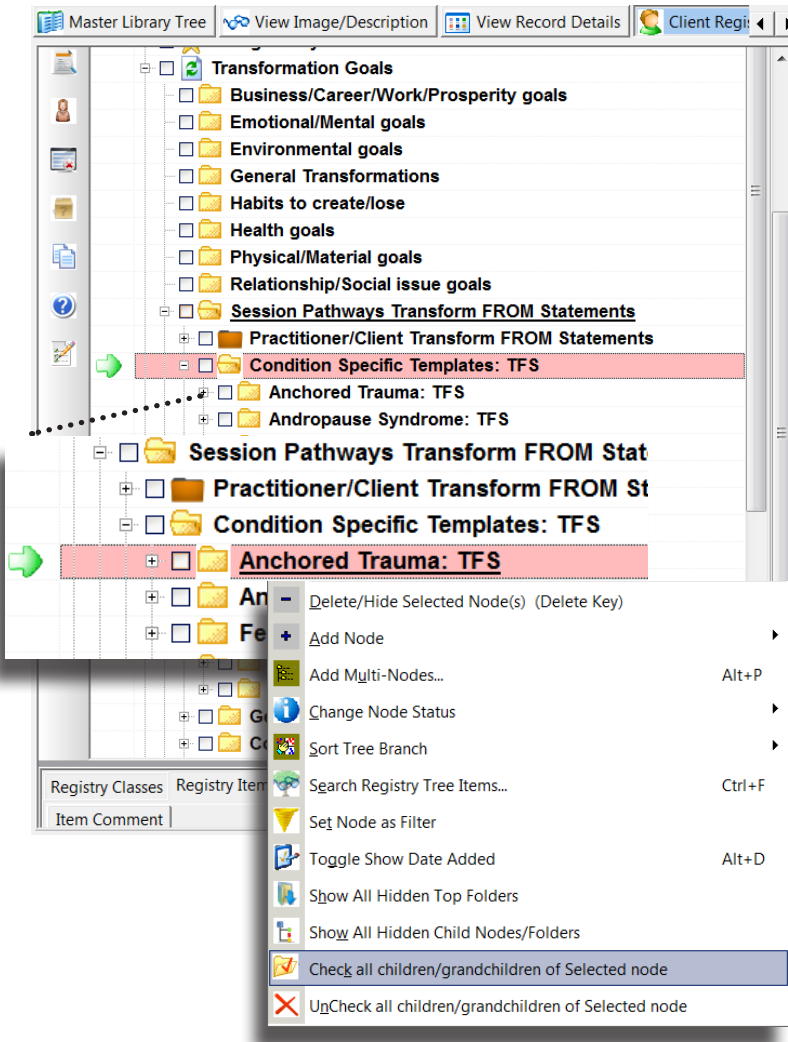 Master Library Tree View Image/Description View Record Details Client Regis
Transformation Goals
Business/Career/Work/Prosperity goals
Emotional/Mental goals
Environmental goals
General Transformations
Habits to create/lose
Health goals
Physical/Material goals
Relationship/Social issue goals
Session Pathways Transform FROM Statements
Practitioner/Client Transform FROM Statements
Condition Specific Templates: TFS
Anchored Trauma: TFS
Andropause Syndrome: TFS
Session Pathways Transform FROM Stat
Practitioner/Client Transform FROM St
Condition Specific Templates: TFS
Anchored Trauma: TFS
An
Fe
Delete/Hide Selected Node(s) (Delete Key)
Add Node
Add Multi-Nodes... Alt+P
Change Node Status
Sort Tree Branch
Search Registry Tree Items... Ctrl+F
Set Node as Filter
Toggle Show Date Added Alt+D
Show All Hidden Top Folders
Show All Hidden Child Nodes/Folders
Check all children/grandchildren of Selected node
UnCheck all children/grandchildren of Selected node
Registry Classes Registry Item
Item Comment